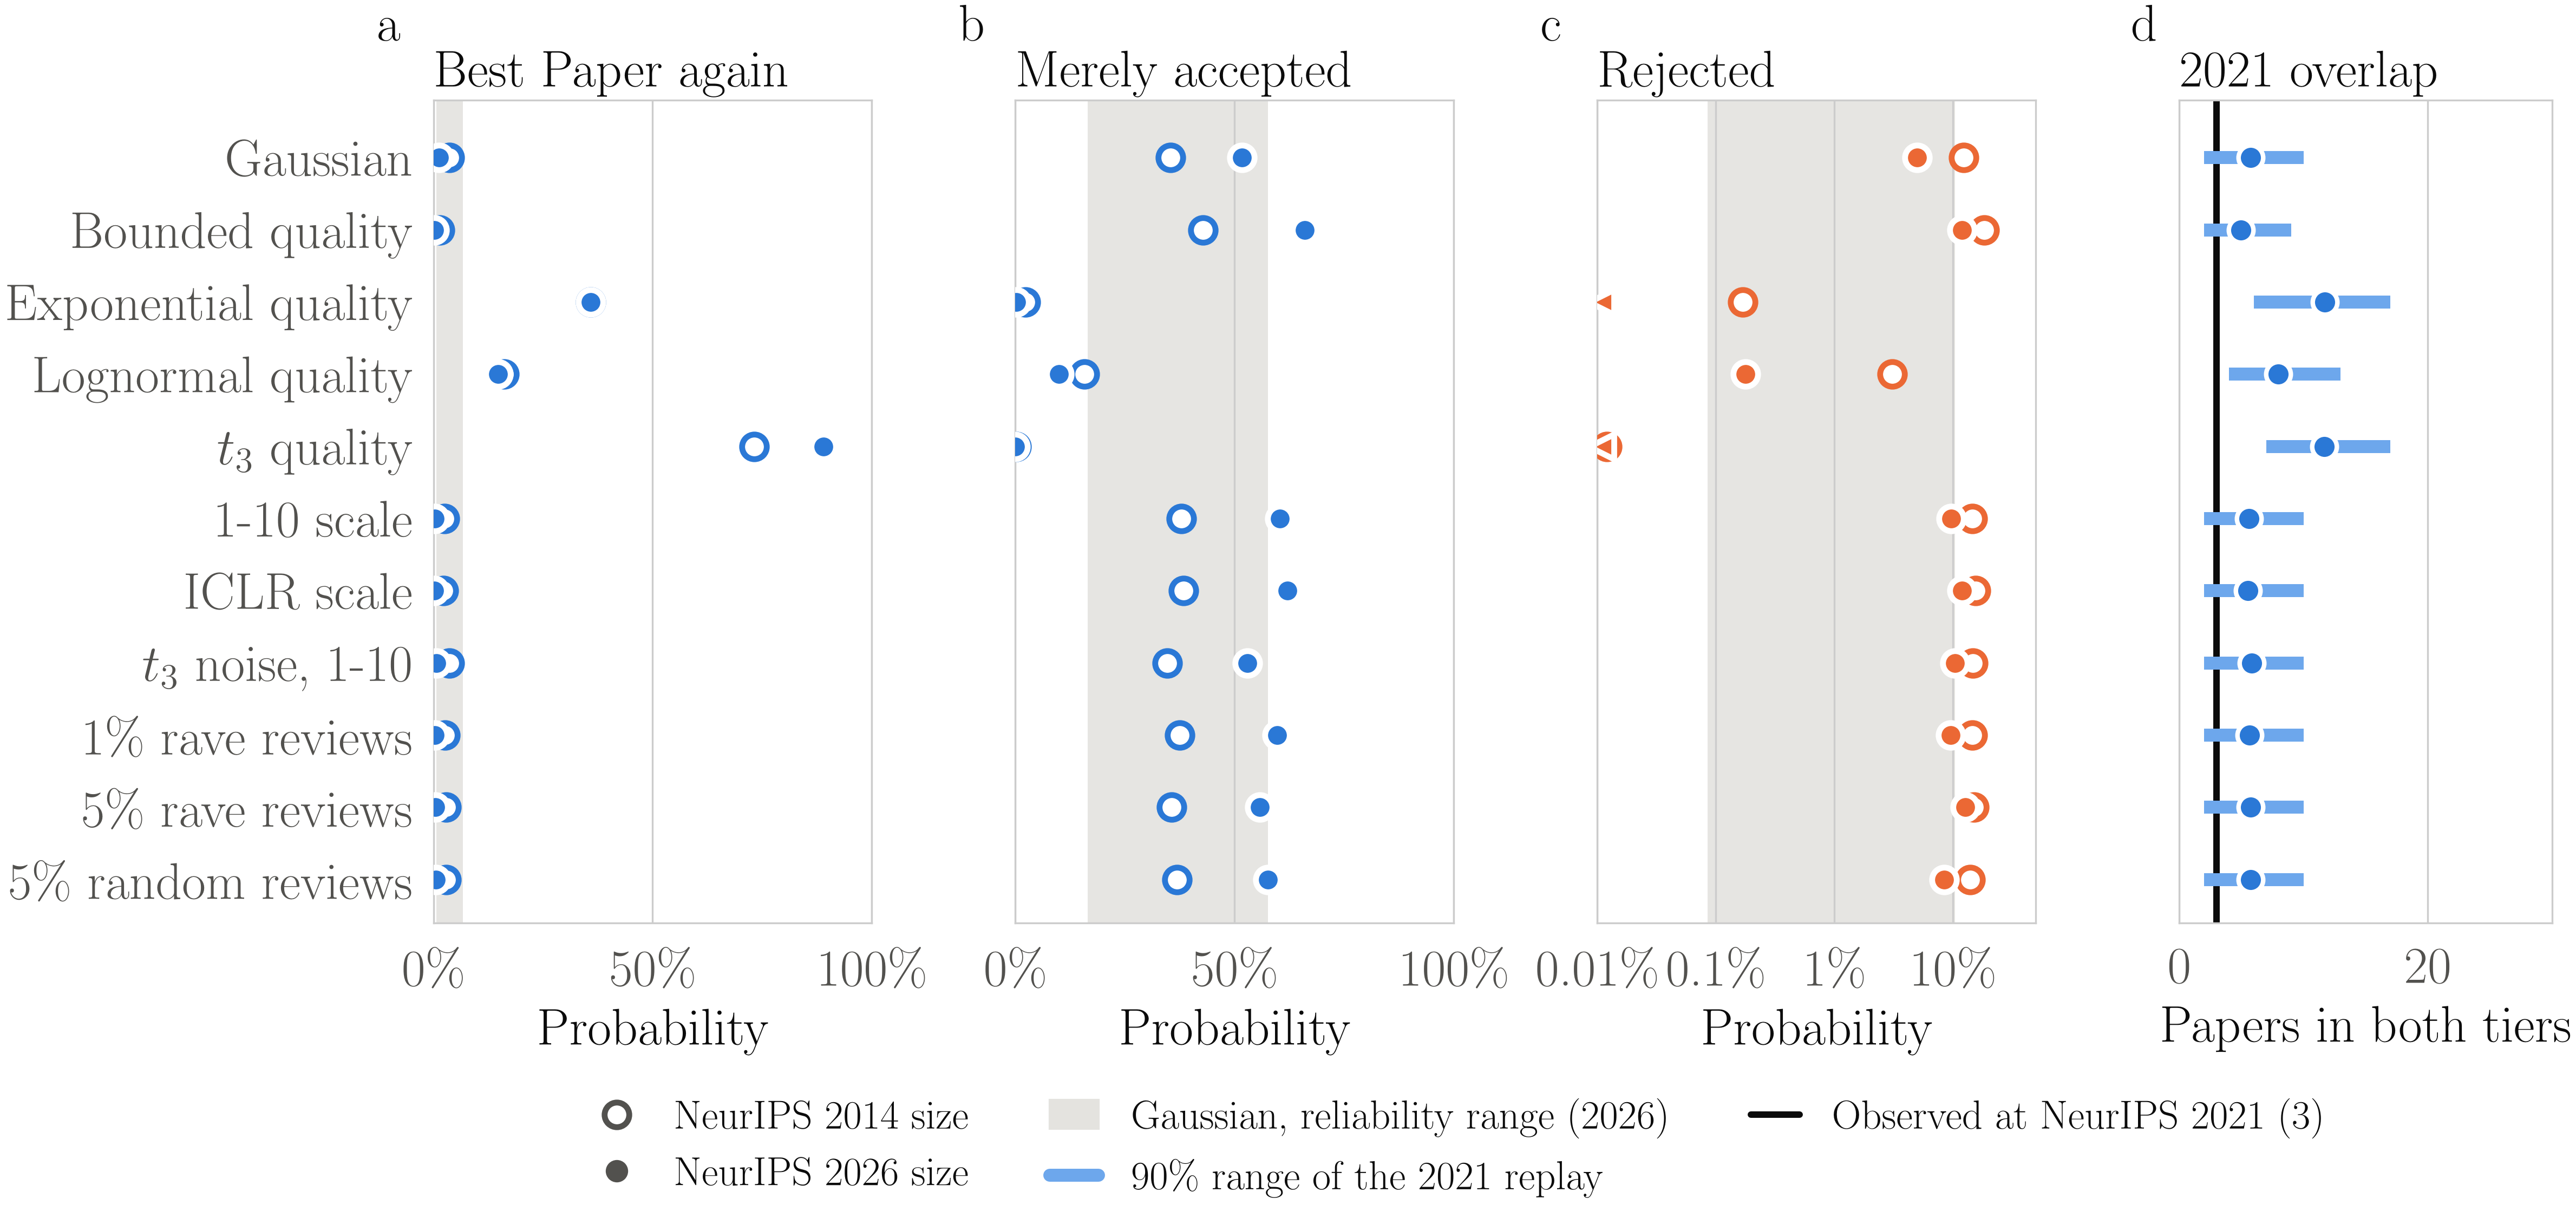 a
b
c
d
Best Paper again
Merely accepted
Rejected
2021 overlap
Gaussian
Bounded quality
Exponential quality
Lognormal quality
t₃ quality
1-10 scale
ICLR scale
t₃ noise, 1-10
1% rave reviews
5% rave reviews
5% random reviews
0% 50% 100%
0% 50% 100%
0.01% 0.1% 1% 10%
0 20
Probability
Probability
Probability
Papers in both tiers
NeurIPS 2014 size
Gaussian, reliability range (2026)
Observed at NeurIPS 2021 (3)
NeurIPS 2026 size
90% range of the 2021 replay